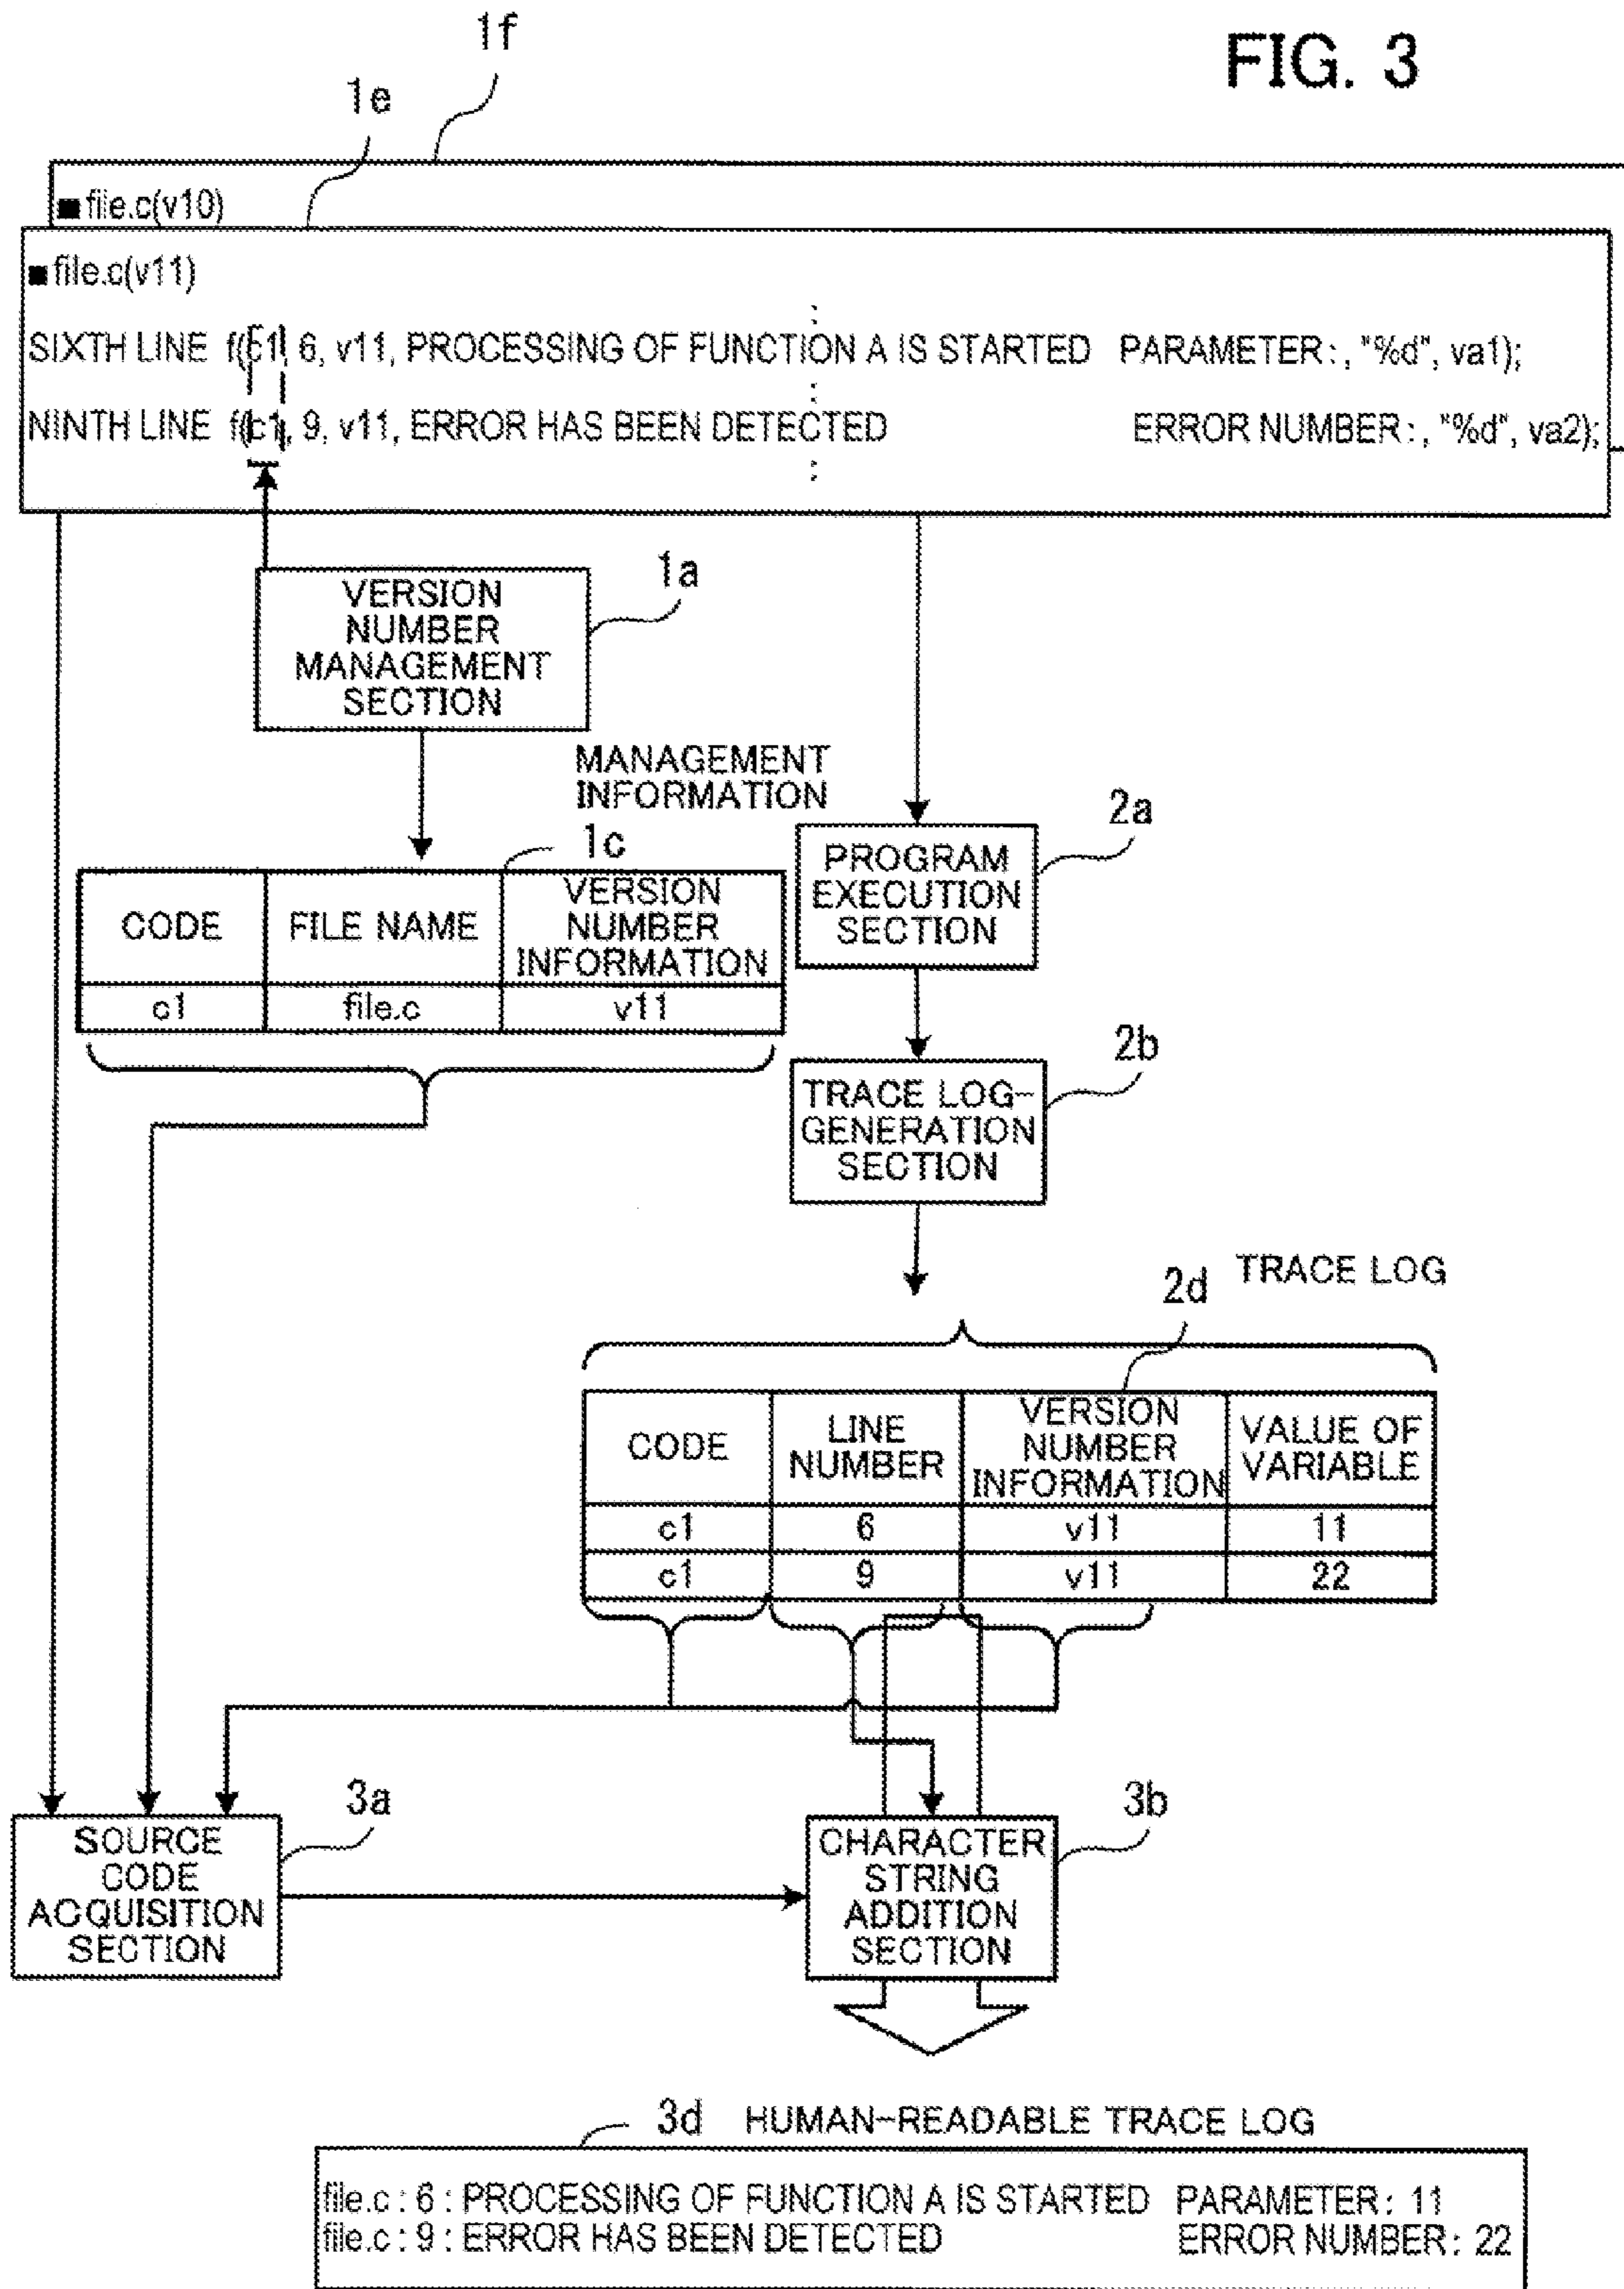 1f
FIG. 3
1e
■file.c(v10)
■file.c(v11)
SIXTH LINE f(c1, 6, v11, PROCESSING OF FUNCTION A IS STARTED PARAMETER:, "%d", va1);
NINTH LINE f(c1, 9, v11, ERROR HAS BEEN DETECTED ERROR NUMBER:, "%d", va2);
1a
VERSION
NUMBER
MANAGEMENT
SECTION
MANAGEMENT
INFORMATION
1c
2a
PROGRAM
EXECUTION
SECTION
CODE
FILE NAME
VERSION
NUMBER
INFORMATION
c1
file.c
v11
2b
TRACE LOG-
GENERATION
SECTION
2d
TRACE LOG
CODE
LINE
NUMBER
VERSION
NUMBER
INFORMATION
VALUE OF
VARIABLE
c1 6 v11 11
c1 9 v11 22
3a
SOURCE
CODE
ACQUISITION
SECTION
3b
CHARACTER
STRING
ADDITION
SECTION
3d HUMAN-READABLE TRACE LOG
file.c : 6 : PROCESSING OF FUNCTION A IS STARTED PARAMETER: 11
file.c : 9 : ERROR HAS BEEN DETECTED ERROR NUMBER: 22